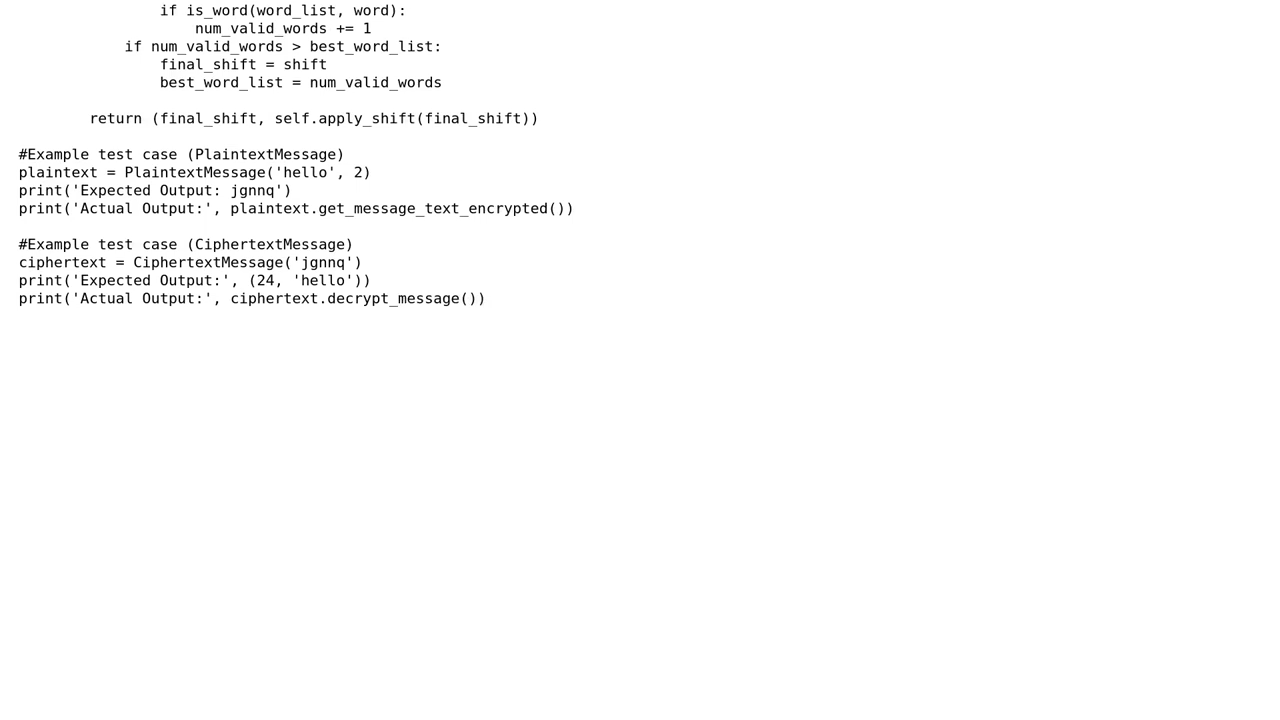 if is_word(word_list, word):
                    num_valid_words += 1
            if num_valid_words > best_word_list:
                final_shift = shift
                best_word_list = num_valid_words

        return (final_shift, self.apply_shift(final_shift))

#Example test case (PlaintextMessage)
plaintext = PlaintextMessage('hello', 2)
print('Expected Output: jgnnq')
print('Actual Output:', plaintext.get_message_text_encrypted())

#Example test case (CiphertextMessage)
ciphertext = CiphertextMessage('jgnnq')
print('Expected Output:', (24, 'hello'))
print('Actual Output:', ciphertext.decrypt_message())